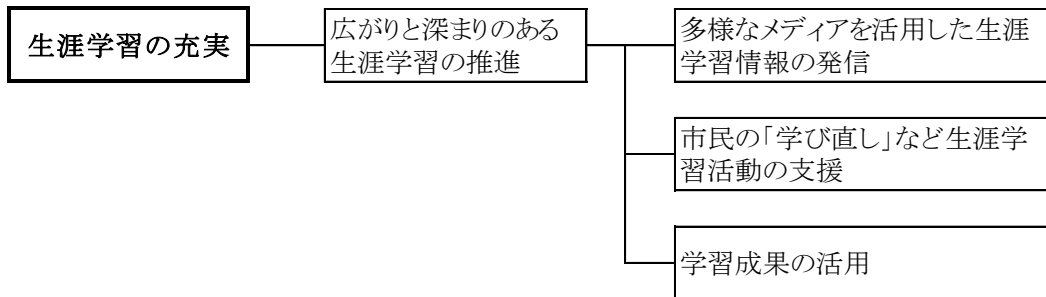 生涯学習の充実
広がりと深まりのある
生涯学習の推進
多様なメディアを活用した生涯
学習情報の発信
市民の「学び直し」など生涯学
習活動の支援
学習成果の活用